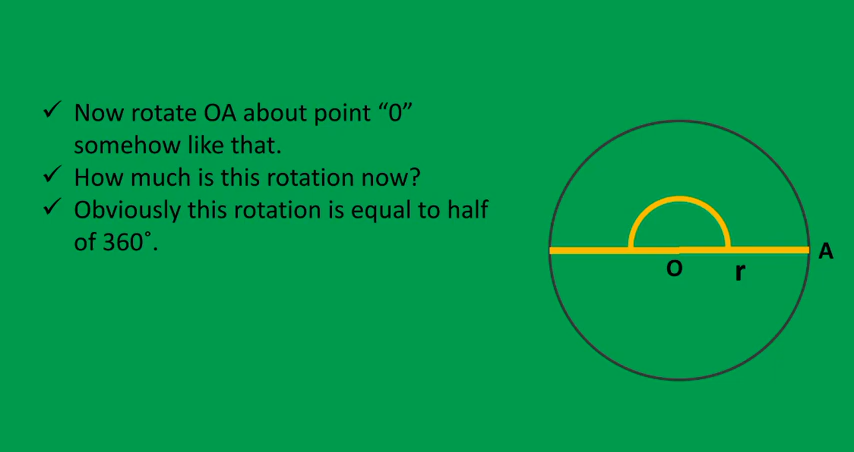 ✓ Now rotate OA about point “0”
somehow like that.
✓ How much is this rotation now?
✓ Obviously this rotation is equal to half
of 360˚.
A
O
r